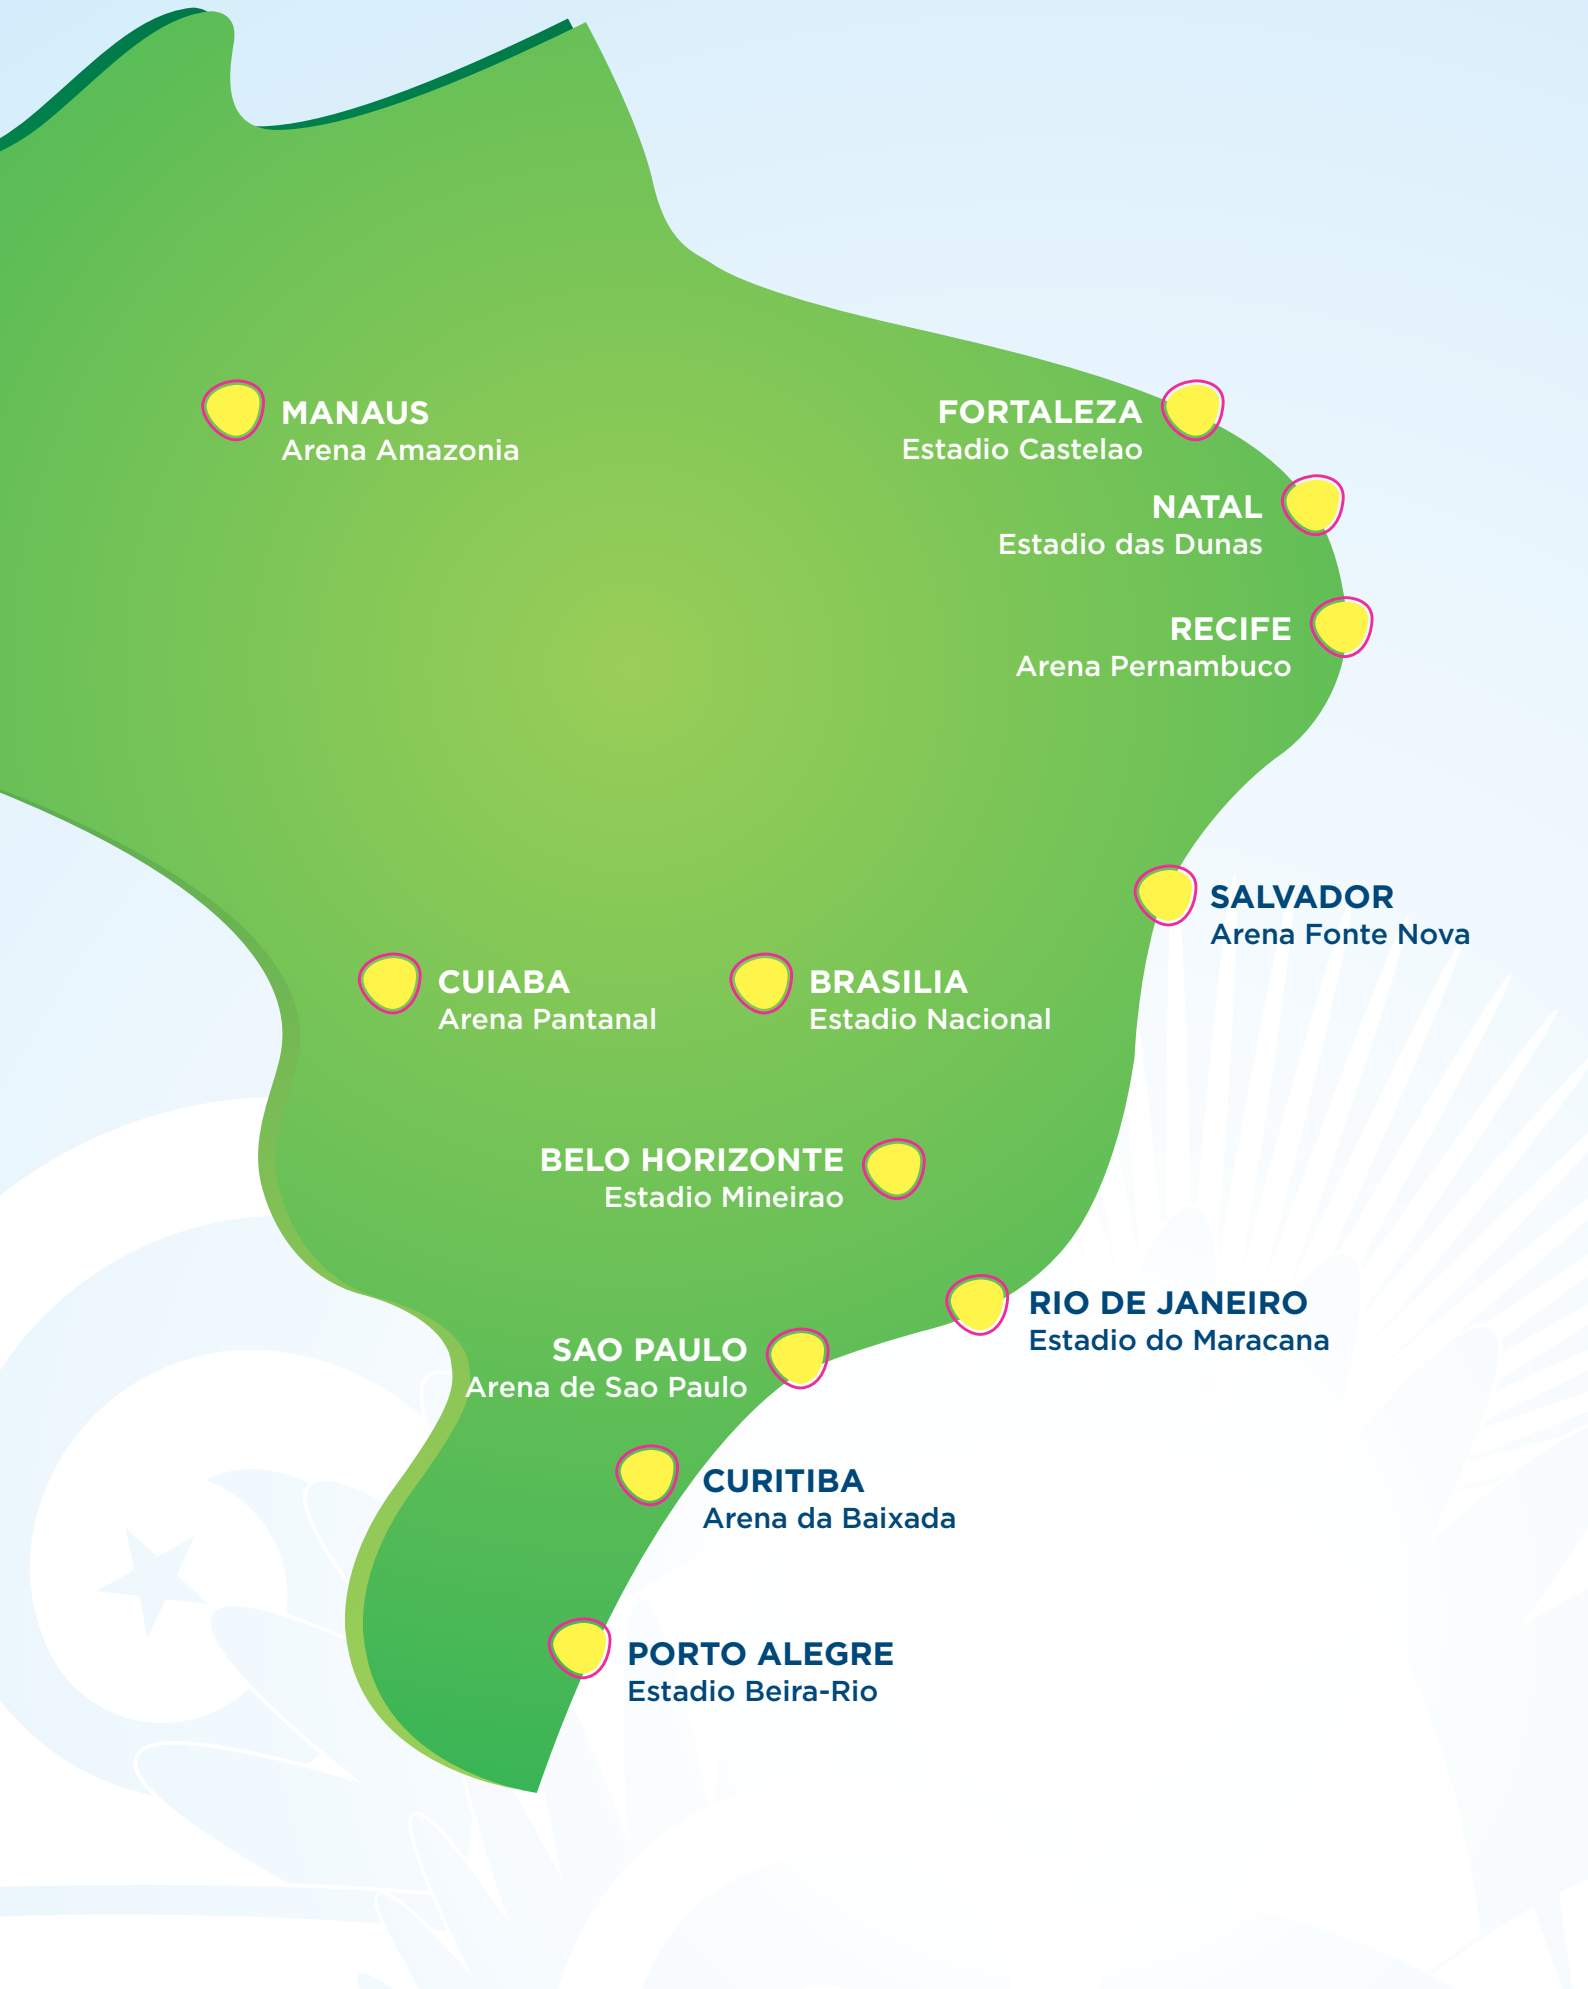 MANAUS
Arena Amazonia
FORTALEZA
Estadio Castelao
NATAL
Estadio das Dunas
RECIFE
Arena Pernambuco
SALVADOR
Arena Fonte Nova
CUIABA
Arena Pantanal
BRASILIA
Estadio Nacional
BELO HORIZONTE
Estadio Mineirao
RIO DE JANEIRO
Estadio do Maracana
SAO PAULO
Arena de Sao Paulo
CURITIBA
Arena da Baixada
PORTO ALEGRE
Estadio Beira-Rio